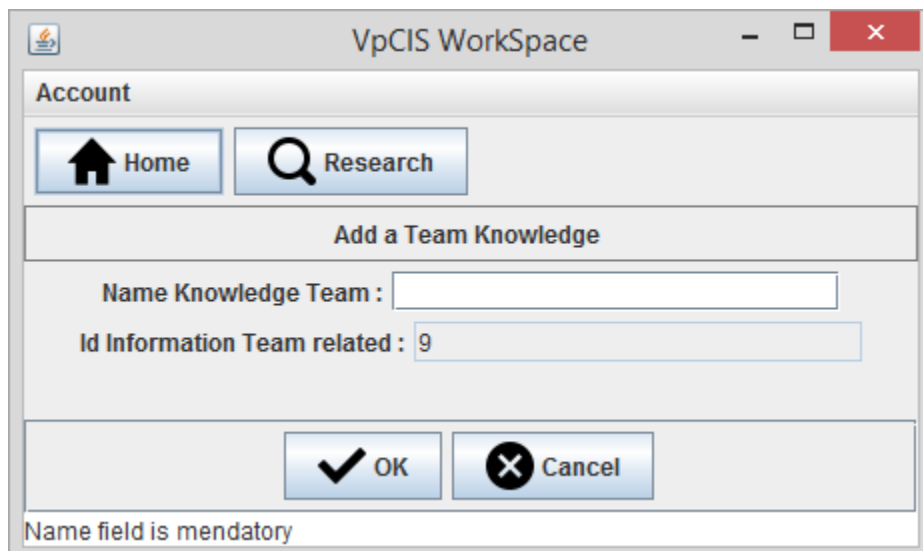 VpCIS WorkSpace
Account
Home Research
Add a Team Knowledge
Name Knowledge Team :
Id Information Team related : 9
OK Cancel
Name field is mendatory